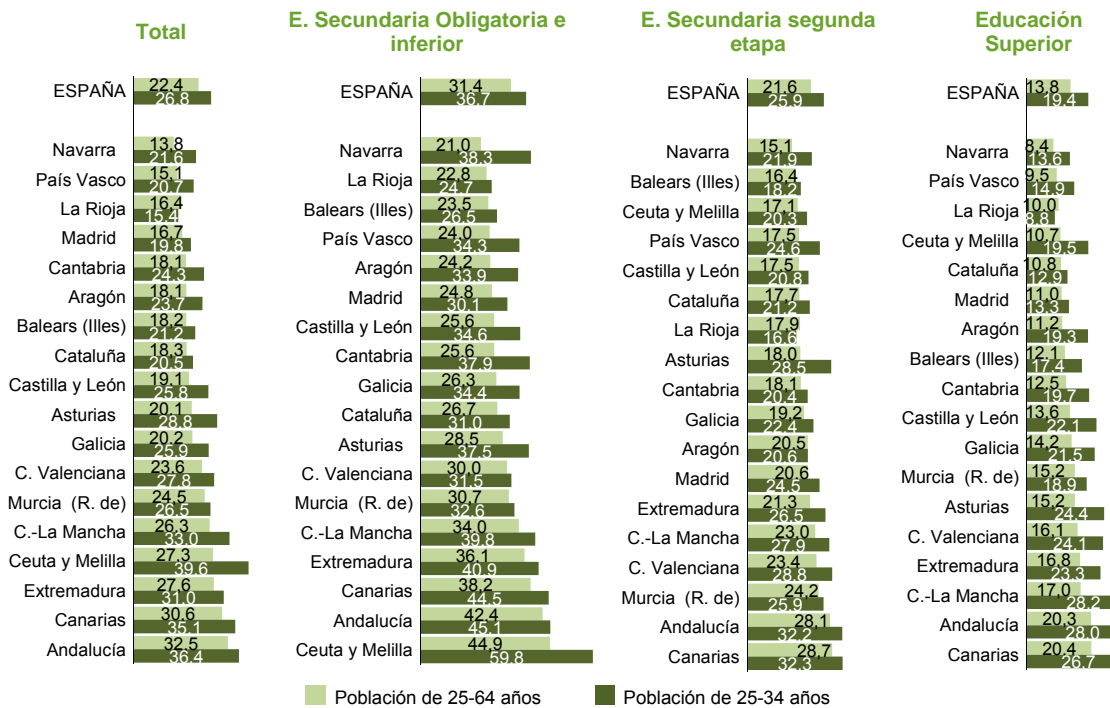 Total
ESPAÑA
22,4
26,8
Navarra
13,8
21,6
País Vasco
15,1
20,7
La Rioja
16,4
15,4
Madrid
16,7
19,8
Cantabria
18,1
24,3
Aragón
18,1
23,7
Balears (Illes)
18,2
21,2
Cataluña
18,3
20,5
Castilla y León
19,1
25,8
Asturias
20,1
28,8
Galicia
20,2
25,9
C. Valenciana
23,6
27,8
Murcia (R. de)
24,5
26,5
C.-La Mancha
26,3
33,0
Ceuta y Melilla
27,3
39,6
Extremadura
27,6
31,0
Canarias
30,6
35,1
Andalucía
32,5
36,4
E. Secundaria Obligatoria e
inferior
ESPAÑA
31,4
36,7
Navarra
21,0
38,3
La Rioja
22,8
24,7
Balears (Illes)
23,5
26,5
País Vasco
24,0
34,3
Aragón
24,2
33,9
Madrid
24,8
30,1
Castilla y León
25,6
34,6
Cantabria
25,6
37,9
Galicia
26,3
34,4
Cataluña
26,7
31,0
Asturias
28,5
37,5
C. Valenciana
30,0
31,5
Murcia (R. de)
30,7
32,6
C.-La Mancha
34,0
39,8
Extremadura
36,1
40,9
Canarias
38,2
44,5
Andalucía
42,4
45,1
Ceuta y Melilla
44,9
59,8
E. Secundaria segunda
etapa
ESPAÑA
21,6
25,9
Navarra
15,1
21,9
Balears (Illes)
16,4
18,2
Ceuta y Melilla
17,1
20,3
País Vasco
17,5
24,6
Castilla y León
17,5
20,8
Cataluña
17,7
21,2
La Rioja
17,9
16,6
Asturias
18,0
28,5
Cantabria
18,1
20,4
Galicia
19,2
22,4
Aragón
20,5
20,6
Madrid
20,6
24,5
Extremadura
21,3
26,5
C.-La Mancha
23,0
27,9
C. Valenciana
23,4
28,8
Murcia (R. de)
24,2
25,9
Andalucía
28,1
32,2
Canarias
28,7
32,3
Educación
Superior
ESPAÑA
13,8
19,4
Navarra
8,4
13,6
País Vasco
9,5
14,9
La Rioja
10,0
8,8
Ceuta y Melilla
10,7
19,5
Cataluña
10,8
12,9
Madrid
11,0
13,3
Aragón
11,2
19,3
Balears (Illes)
12,1
17,4
Cantabria
12,5
19,7
Castilla y León
13,6
22,1
Galicia
14,2
21,5
Murcia (R. de)
15,2
18,9
Asturias
15,2
24,4
C. Valenciana
16,1
24,1
Extremadura
16,8
23,3
C.-La Mancha
17,0
28,2
Andalucía
20,3
28,0
Canarias
20,4
26,7
Población de 25-64 años
Población de 25-34 años